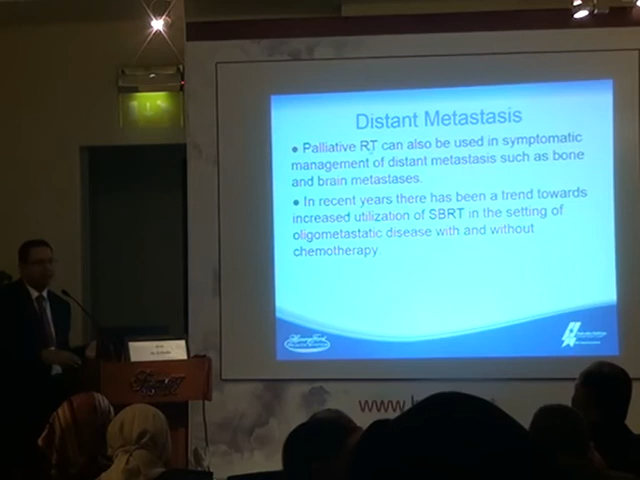 Distant Metastasis
● Palliative RT can also be used in symptomatic
management of distant metastasis such as bone
and brain metastases.
● In recent years there has been a trend towards
increased utilization of SBRT in the setting of
oligometastatic disease with and without
chemotherapy.
Henry Ford
www.